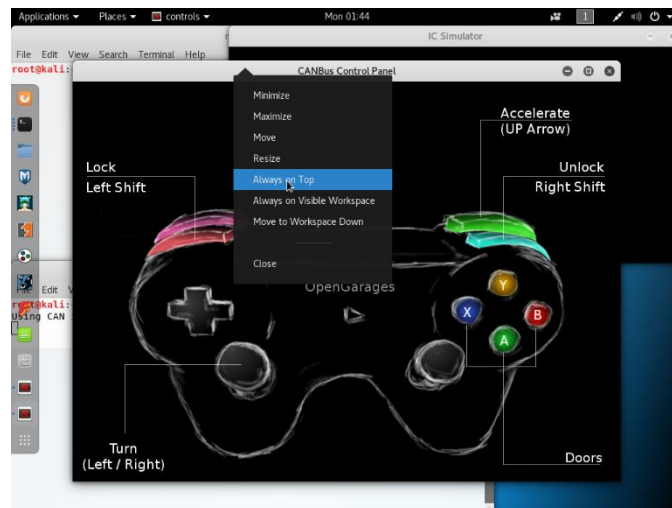 Applications Places controls Mon 01:44 1
IC Simulator
File Edit View Search Terminal Help
root@kali:
CANBus Control Panel
Minimize
Maximize
Move
Resize
Always on Top
Always on Visible Workspace
Move to Workspace Down
Close
Accelerate
(UP Arrow)
Lock
Left Shift
Unlock
Right Shift
OpenGarages
Y
X
B
A
Edit
root@kali:
Using CAN
Turn
(Left / Right)
Doors